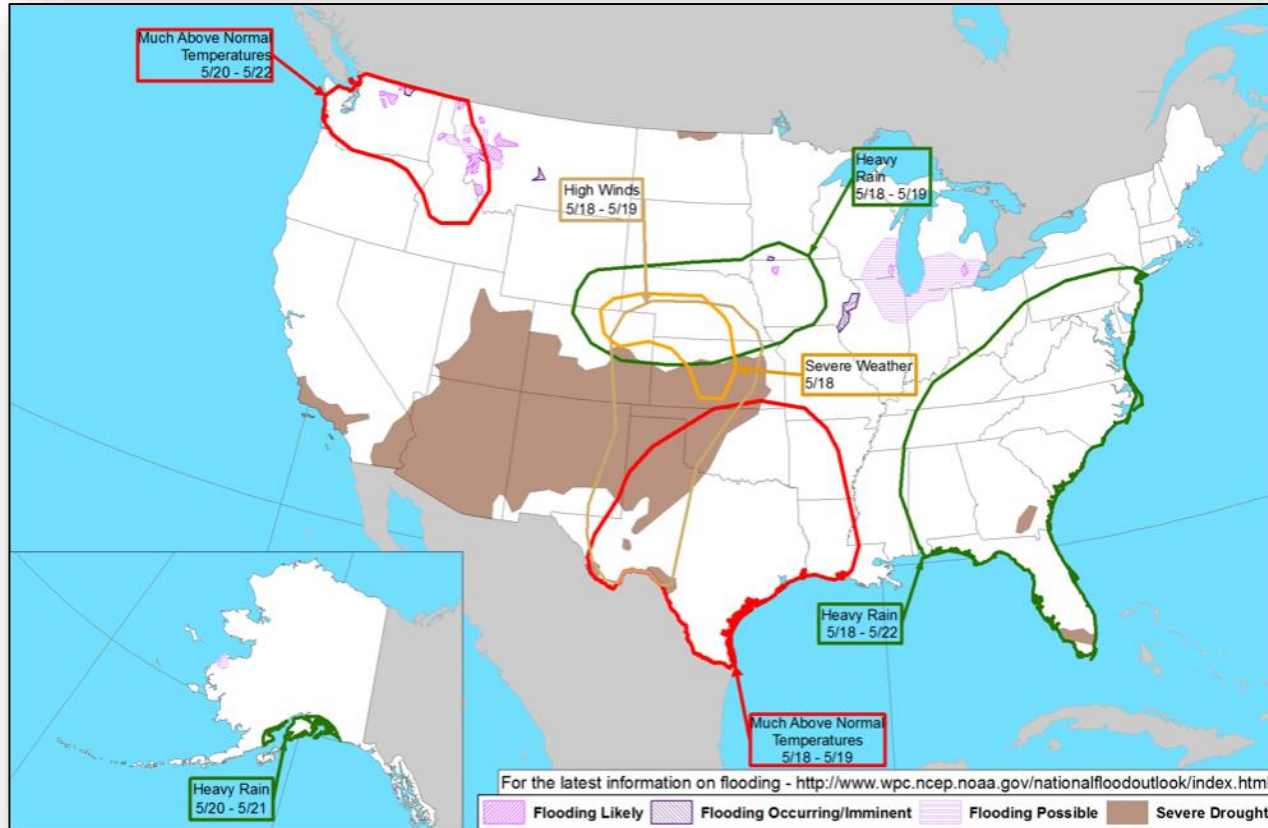 Much Above Normal
Temperatures
5/20 - 5/22
Heavy
Rain
5/18 - 5/19
High Winds
5/18 - 5/19
Severe Weather
5/18
Heavy Rain
5/18 - 5/22
Much Above Normal
Temperatures
5/18 - 5/19
Heavy Rain
5/20 - 5/21
For the latest information on flooding - http://www.wpc.ncep.noaa.gov/nationalfloodoutlook/index.html
Flooding Likely Flooding Occurring/Imminent Flooding Possible Severe Drought